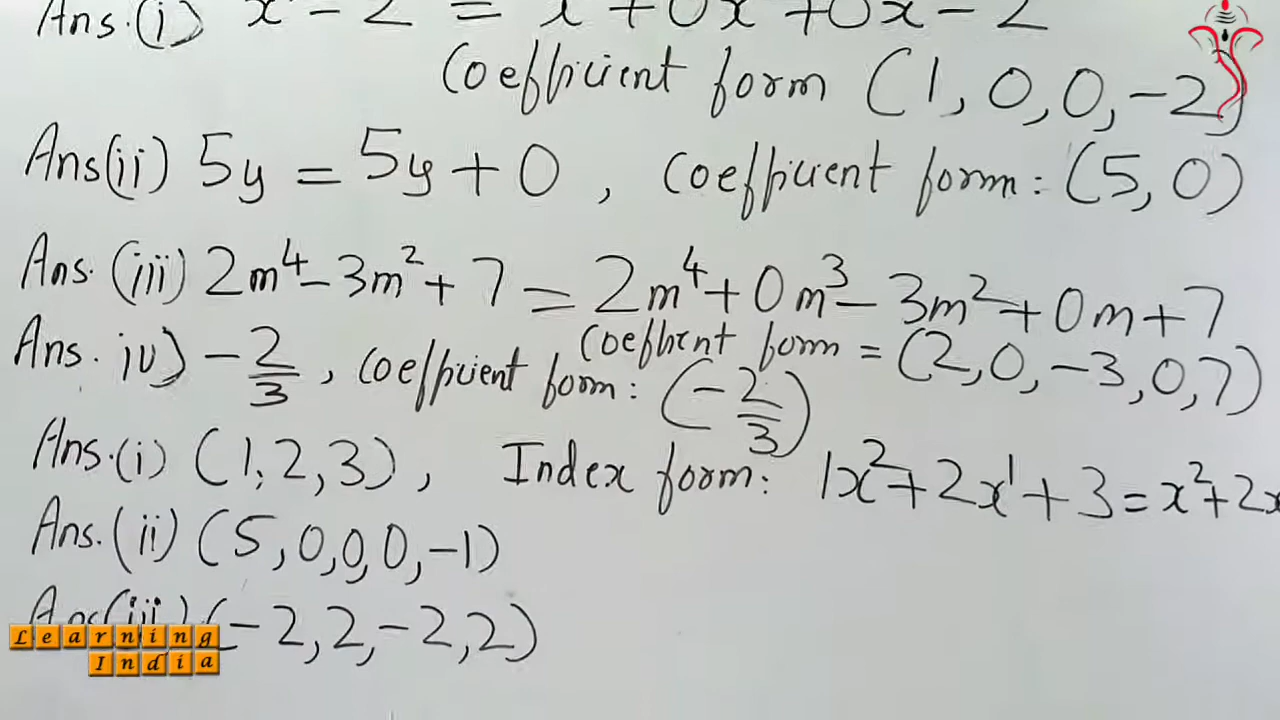 Ans.(i) x - 2 = x + 0x + 0x - 2
Coefficient form (1, 0, 0, -2)
Ans(ii) 5y = 5y + 0 , Coefficient form: (5, 0)
Ans. (iii) 2m⁴ - 3m² + 7 = 2m⁴ + 0m³ - 3m² + 0m + 7
Coefficient form = (2, 0, -3, 0, 7)
Ans. iv) -2/3 , Coefficient form: (-2/3)
Ans.(i) (1, 2, 3) , Index form: 1x² + 2x¹ + 3 = x² + 2x
Ans.(ii) (5, 0, 0, 0, -1)
Ans(iii) (-2, 2, -2, 2)
Learning
India